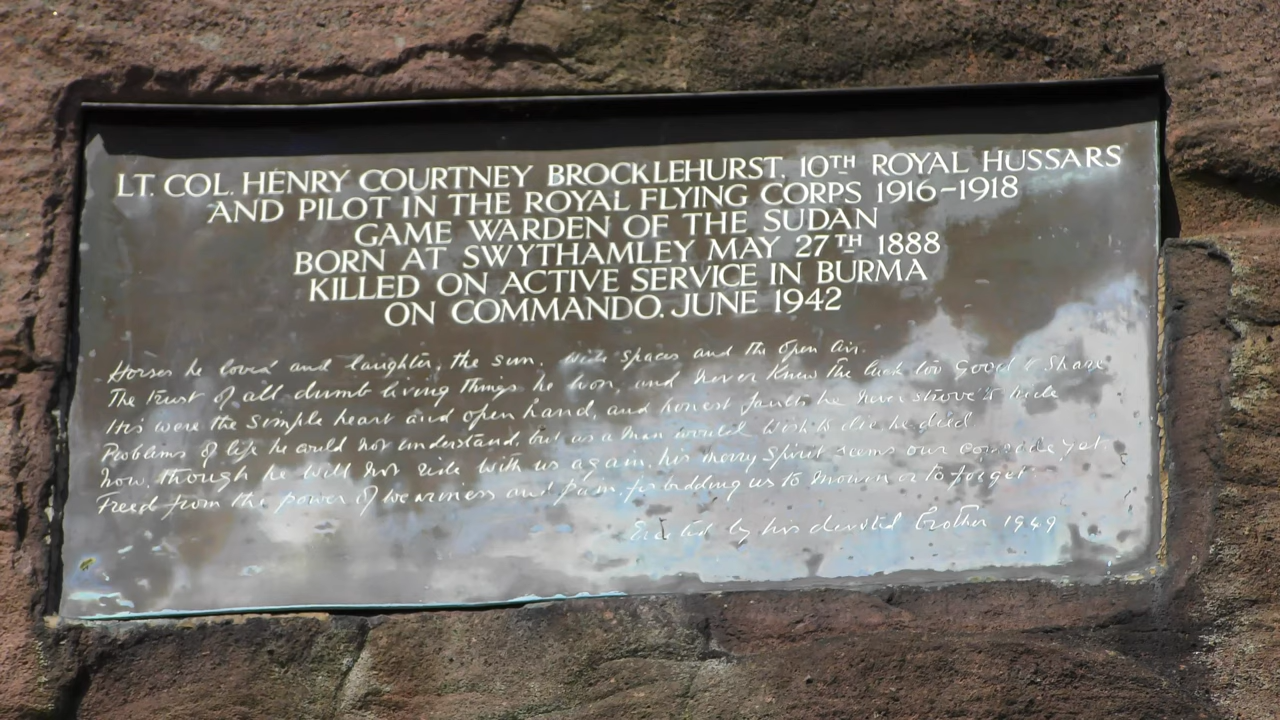 LT. COL. HENRY COURTNEY BROCKLEHURST. 10TH ROYAL HUSSARS
AND PILOT IN THE ROYAL FLYING CORPS 1916-1918
GAME WARDEN OF THE SUDAN
BORN AT SWYTHAMLEY MAY 27TH 1888
KILLED ON ACTIVE SERVICE IN BURMA
ON COMMANDO. JUNE 1942
Horses he loved and laughter, the sun, wide spaces and the open air.
The trust of all dumb living things he won, and never knew the luck too good to share
His were the simple heart and open hand, and honest faults he never strove to hide
Problems of life he could not understand, but as a man would wish to die he died
Now, though he will not ride with us again, his merry spirit seems our comrade yet
Freed from the power of weariness and pain, forbidding us to mourn or to forget
Erected by his devoted brother 1949